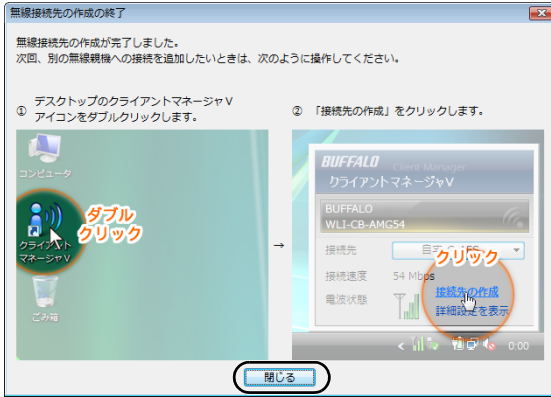 無線接続先の作成の終了
無線接続先の作成が完了しました。
次回、別の無線親機への接続を追加したいときは、次のように操作してください。
① デスクトップのクライアントマネージャV
アイコンをダブルクリックします。
コンピュータ
ダブル
クリック
クライアント
マネージャV
ごみ箱
→
② 「接続先の作成」をクリックします。
BUFFALO Client Manager
クライアントマネージャV
BUFFALO
WLI-CB-AMG54
接続先
クリック
接続速度 54 Mbps
接続先の作成
電波状態
詳細設定を表示
0:00
閉じる